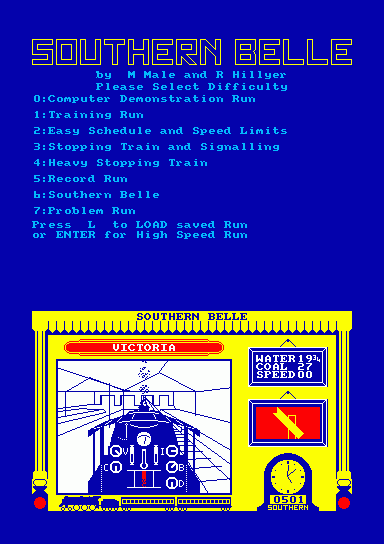 SOUTHERN BELLE
by M Male and R Hillyer
Please Select Difficulty
0:Computer Demonstration Run
1:Training Run
2:Easy Schedule and Speed Limits
3:Stopping Train and Signalling
4:Heavy Stopping Train
5:Record Run
6:Southern Belle
7:Problem Run
Press L to LOAD saved Run
or ENTER for High Speed Run
SOUTHERN BELLE
VICTORIA
WATER19¾
COAL 27
SPEED00
V I
C B
D
0501
SOUTHERN